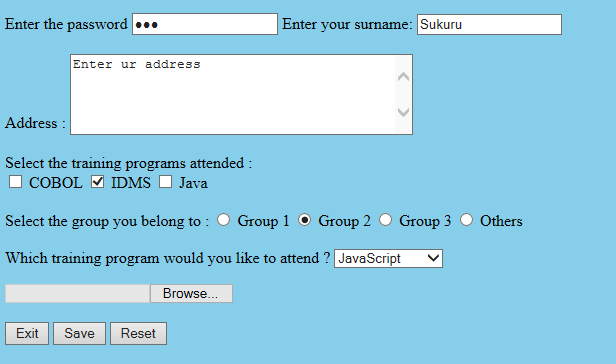 Enter the password ●●● Enter your surname: Sukuru
Enter ur address
Address :
Select the training programs attended :
COBOL IDMS Java
Select the group you belong to : Group 1 Group 2 Group 3 Others
Which training program would you like to attend ? JavaScript
Browse...
Exit Save Reset